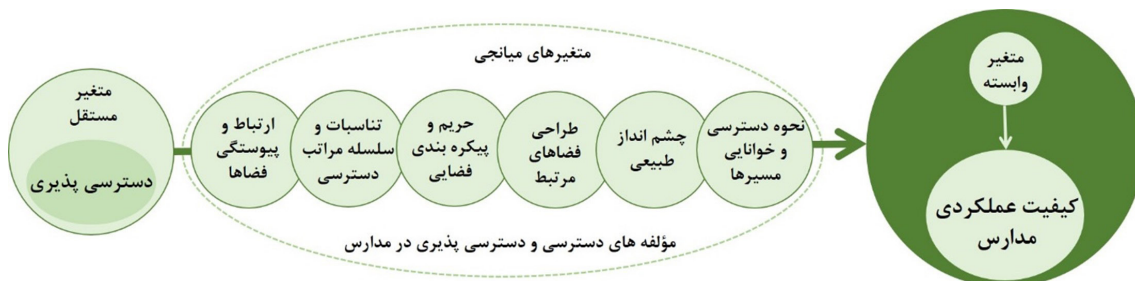 متغیرهای میانجی
متغیر
مستقل
دسترسی پذیری
ارتباط و
پیوستگی
فضاها
تناسبات و
سلسله مراتب
دسترسی
حریم و
پیکره بندی
فضایی
طراحی
فضاهای
مرتبط
چشم انداز
طبیعی
نحوه دسترسی
و خوانایی
مسیرها
مؤلفه های دسترسی و دسترسی پذیری در مدارس
متغیر
وابسته
کیفیت عملکردی
مدارس